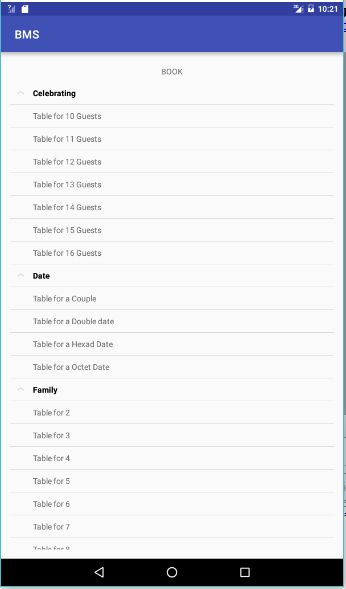 10:21
BMS
BOOK
Celebrating
Table for 10 Guests
Table for 11 Guests
Table for 12 Guests
Table for 13 Guests
Table for 14 Guests
Table for 15 Guests
Table for 16 Guests
Date
Table for a Couple
Table for a Double date
Table for a Hexad Date
Table for a Octet Date
Family
Table for 2
Table for 3
Table for 4
Table for 5
Table for 6
Table for 7
Table for 8